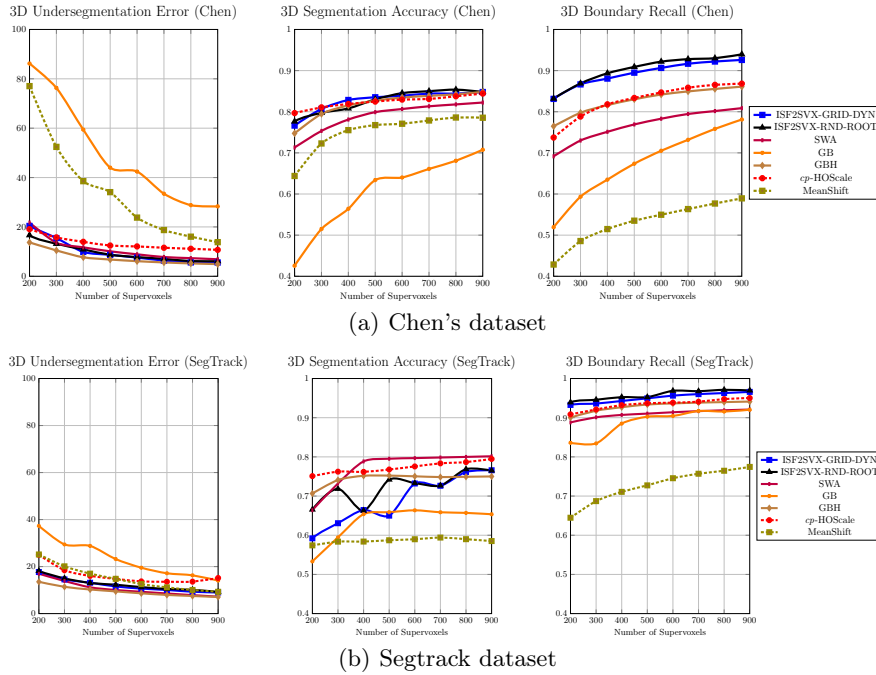 3D Undersegmentation Error (Chen)
3D Segmentation Accuracy (Chen)
3D Boundary Recall (Chen)
100
80
60
40
20
0
200 300 400 500 600 700 800 900
Number of Supervoxels
1
0.9
0.8
0.7
0.6
0.5
0.4
200 300 400 500 600 700 800 900
Number of Supervoxels
1
0.9
0.8
0.7
0.6
0.5
0.4
200 300 400 500 600 700 800 900
Number of Supervoxels
ISF2SVX-GRID-DYN
ISF2SVX-RND-ROOT
SWA
GB
GBH
cp-HOScale
MeanShift
(a) Chen's dataset
3D Undersegmentation Error (SegTrack)
3D Segmentation Accuracy (SegTrack)
3D Boundary Recall (SegTrack)
100
80
60
40
20
0
200 300 400 500 600 700 800 900
Number of Supervoxels
1
0.9
0.8
0.7
0.6
0.5
0.4
200 300 400 500 600 700 800 900
Number of Supervoxels
1
0.9
0.8
0.7
0.6
0.5
0.4
200 300 400 500 600 700 800 900
Number of Supervoxels
ISF2SVX-GRID-DYN
ISF2SVX-RND-ROOT
SWA
GB
GBH
cp-HOScale
MeanShift
(b) Segtrack dataset